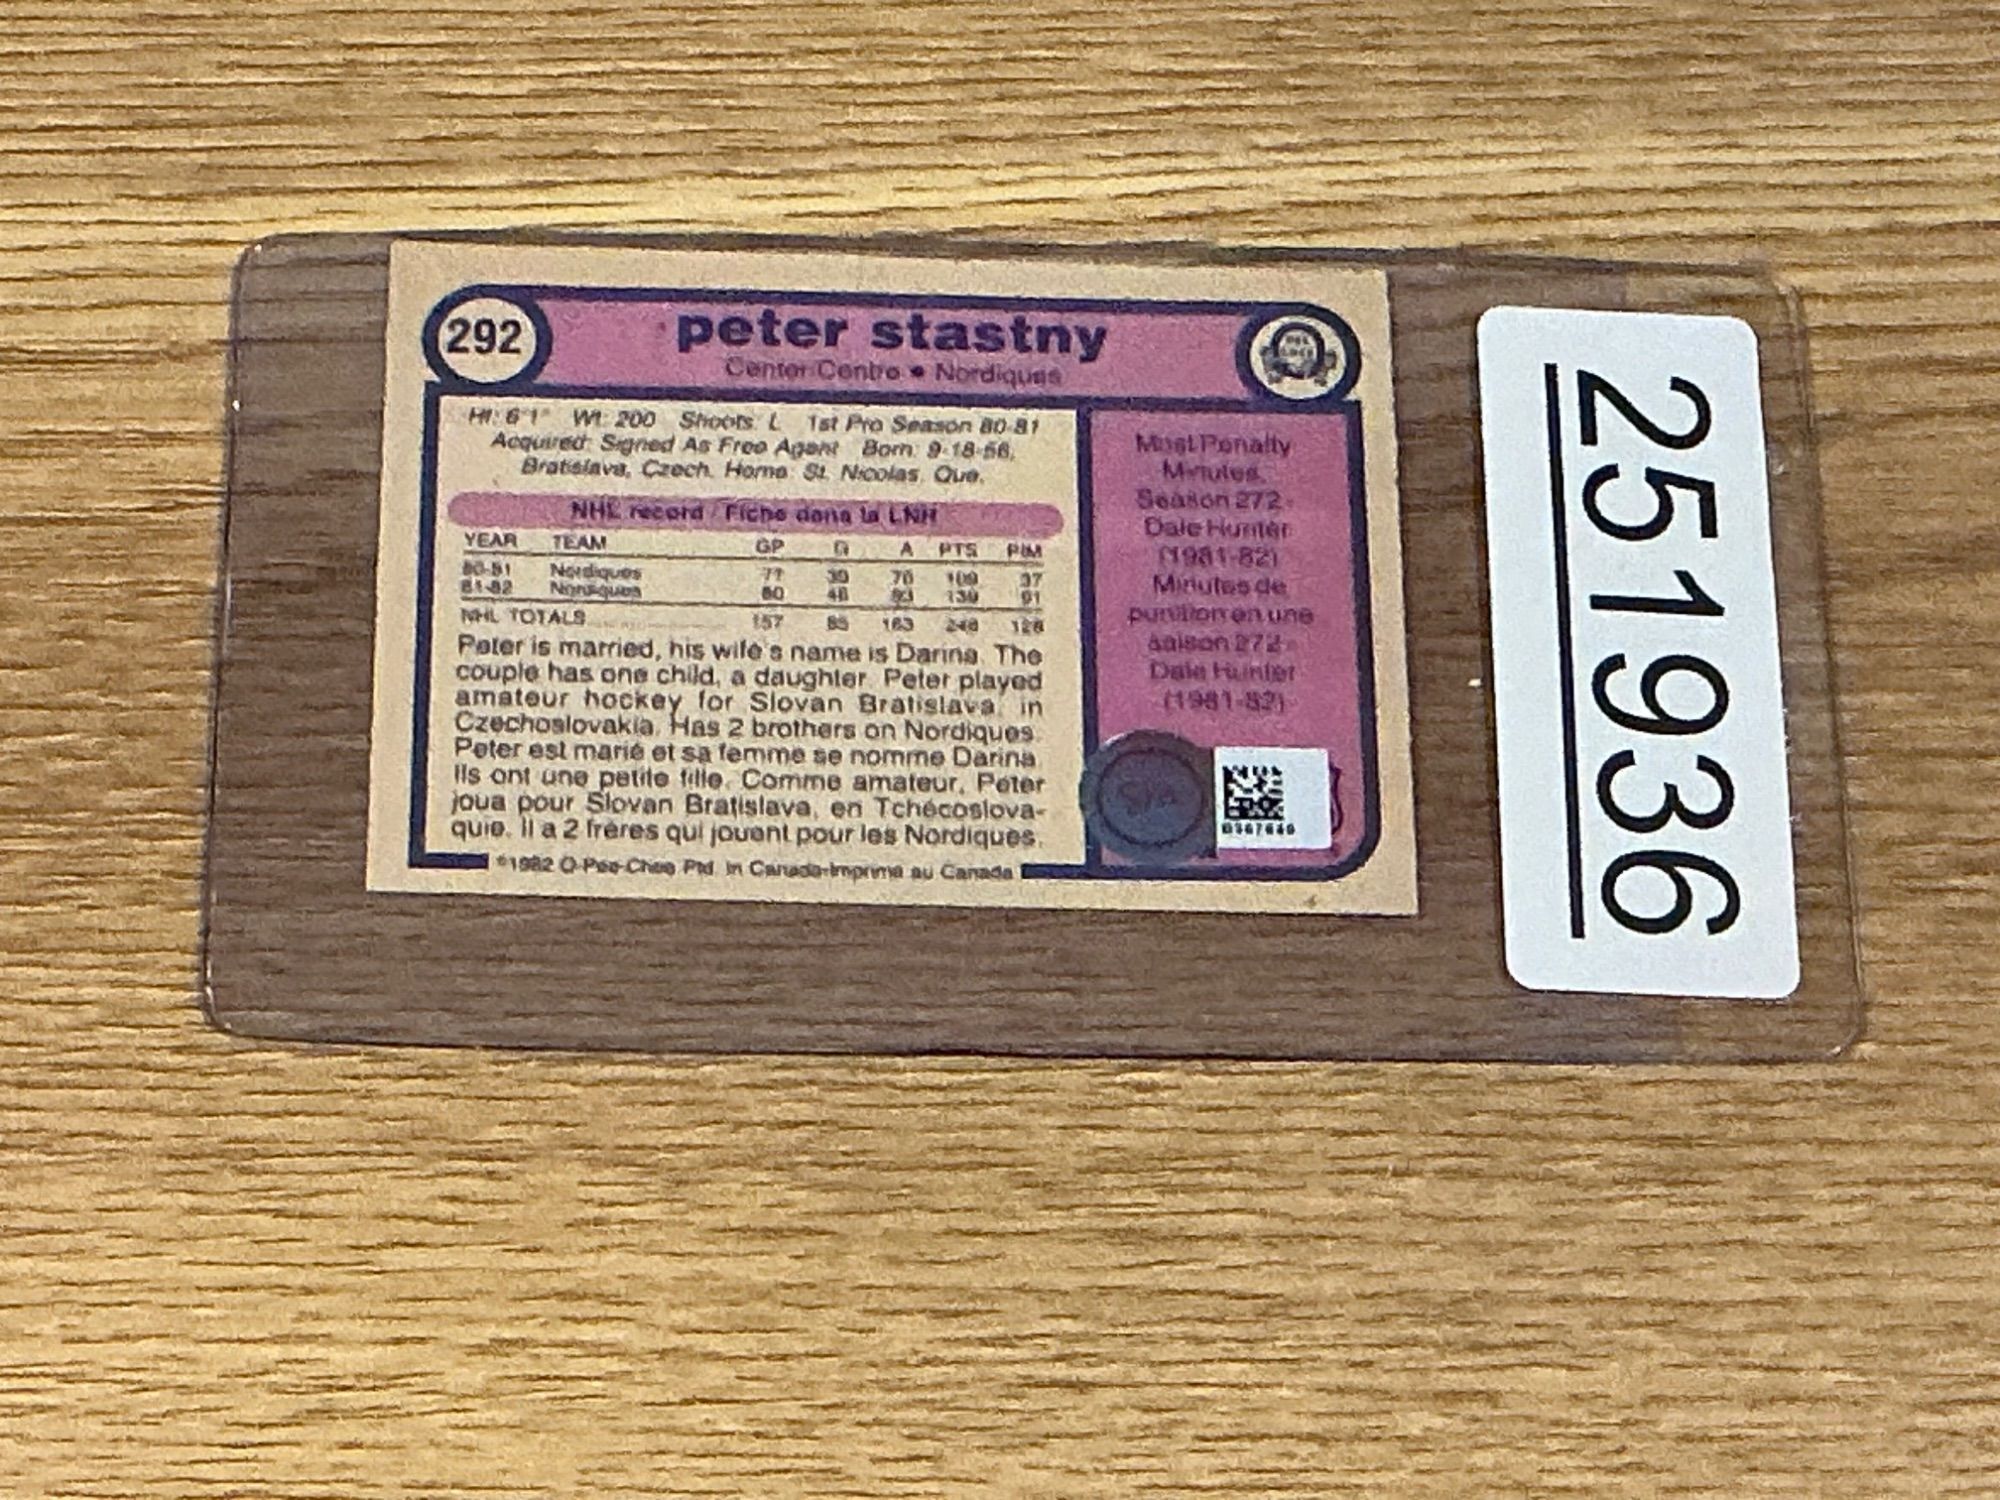 292
peter stastny
Center/Centre • Nordiques
Ht: 6'1" Wt: 200 Shoots: L 1st Pro Season 80-81
Acquired: Signed As Free Agent Born: 9-18-56,
Bratislava, Czech. Home: St. Nicolas, Que.
NHL record / Fiche dans la LNH
YEAR TEAM GP G A PTS PIM
80-81 Nordiques 77 39 70 109 37
81-82 Nordiques 80 46 93 139 91
NHL TOTALS 157 85 163 248 128
Peter is married, his wife's name is Darina. The
couple has one child, a daughter. Peter played
amateur hockey for Slovan Bratislava, in
Czechoslovakia. Has 2 brothers on Nordiques.
Peter est marié et sa femme se nomme Darina.
Ils ont une petite fille. Comme amateur, Peter
joua pour Slovan Bratislava, en Tchécoslova-
quie. Il a 2 frères qui jouent pour les Nordiques.
©1982 O-Pee-Chee Ptd. in Canada-Imprimé au Canada
Most Penalty
Minutes,
Season 272-
Dale Hunter
(1981-82)
Minutes de
punition en une
saison 272-
Dale Hunter
(1981-82)
251936